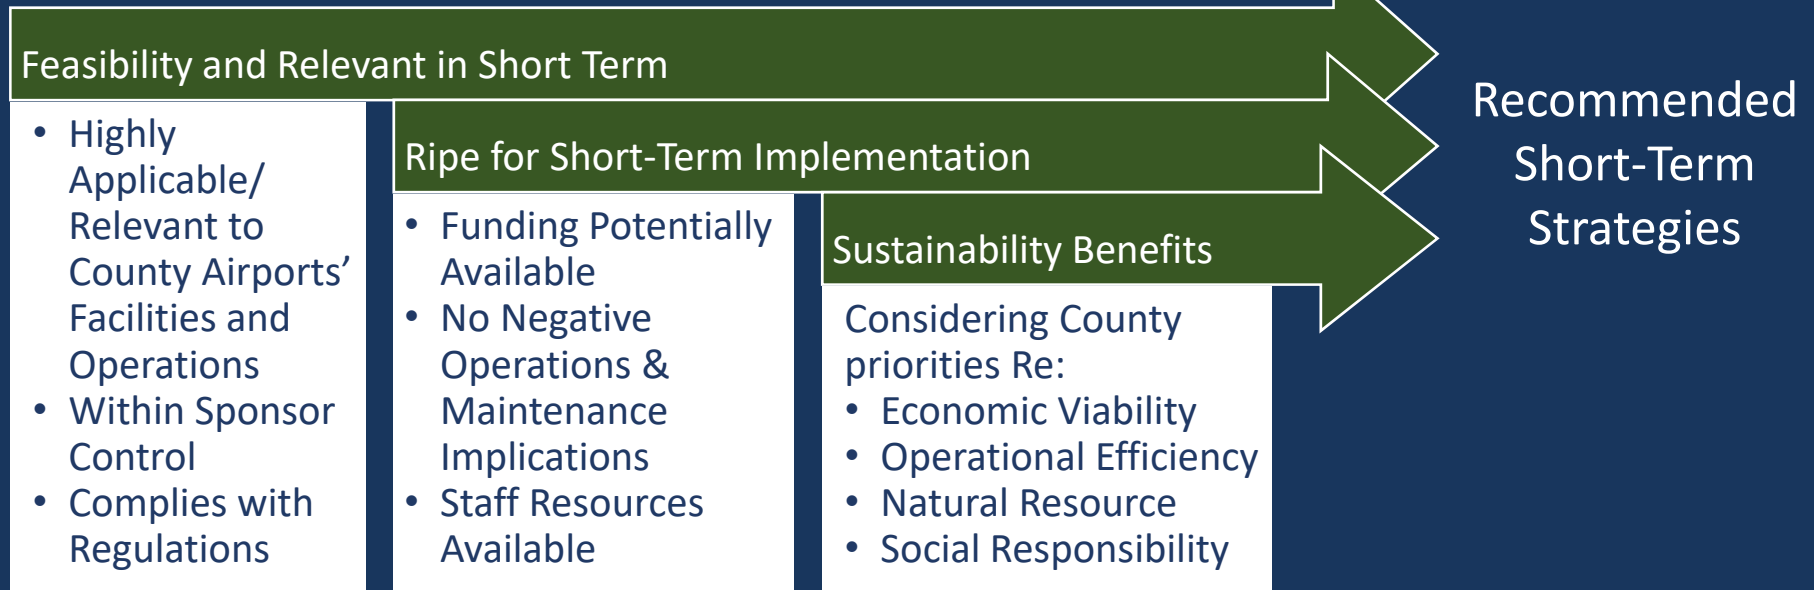 Feasibility and Relevant in Short Term
• Highly
Applicable/
Relevant to
County Airports’
Facilities and
Operations
• Within Sponsor
Control
• Complies with
Regulations
Ripe for Short-Term Implementation
• Funding Potentially
Available
• No Negative
Operations &
Maintenance
Implications
• Staff Resources
Available
Sustainability Benefits
Considering County
priorities Re:
• Economic Viability
• Operational Efficiency
• Natural Resource
• Social Responsibility
Recommended
Short-Term
Strategies